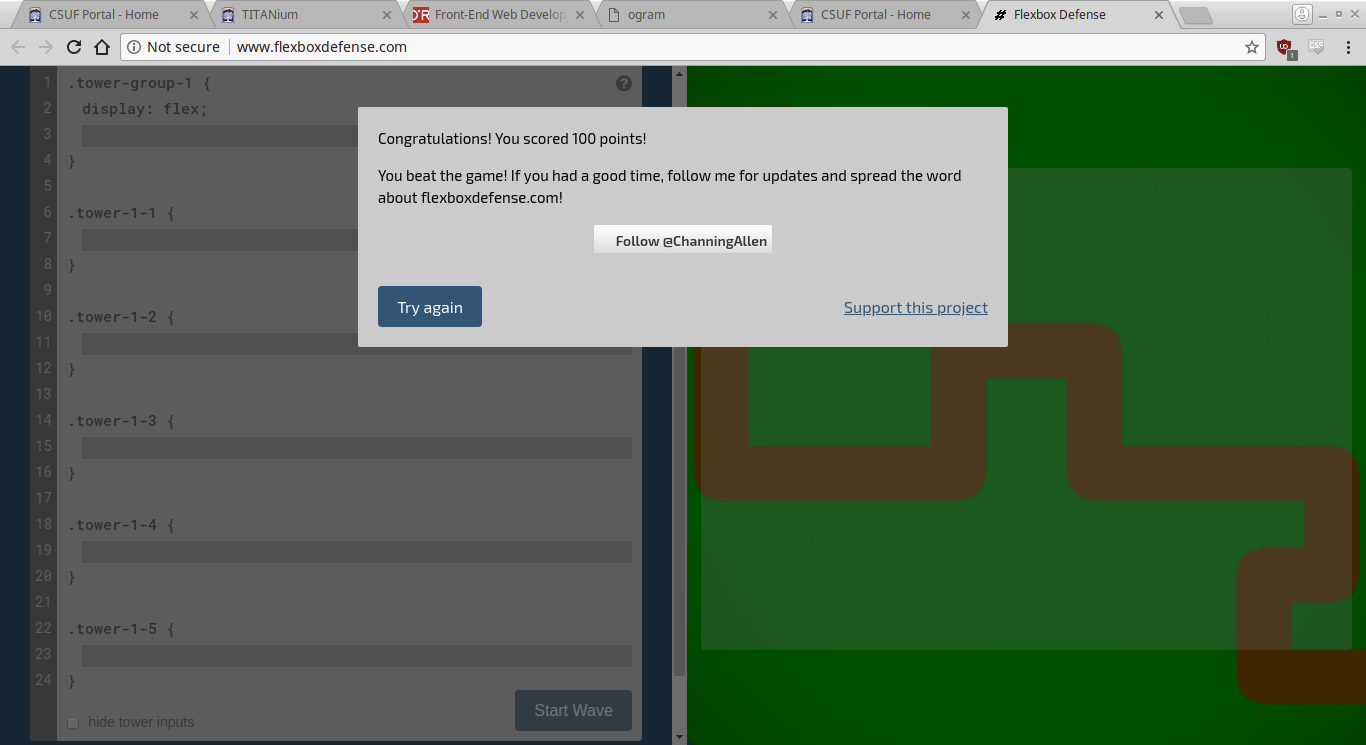 CSUF Portal - Home
TITANium
Front-End Web Develop
ogram
CSUF Portal - Home
Flexbox Defense
Not secure
www.flexboxdefense.com
1 .tower-group-1 {
2 display: flex;
3
4 }
5
6 .tower-1-1 {
7
8 }
9
10 .tower-1-2 {
11
12 }
13
14 .tower-1-3 {
15
16 }
17
18 .tower-1-4 {
19
20 }
21
22 .tower-1-5 {
23
24 }
hide tower inputs
Start Wave
Congratulations! You scored 100 points!
You beat the game! If you had a good time, follow me for updates and spread the word
about flexboxdefense.com!
Follow @ChanningAllen
Try again
Support this project